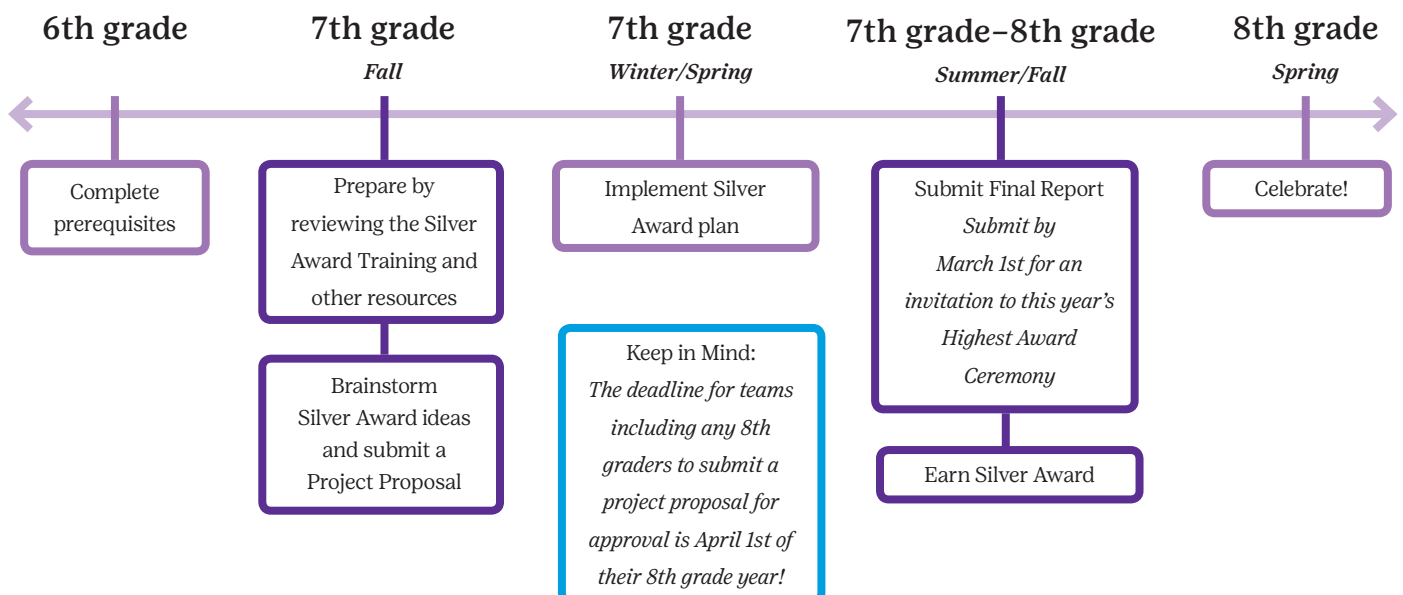 6th grade
Complete
prerequisites
7th grade
Fall
Prepare by
reviewing the Silver
Award Training and
other resources
Brainstorm
Silver Award ideas
and submit a
Project Proposal
7th grade
Winter/Spring
Implement Silver
Award plan
Keep in Mind:
The deadline for teams
including any 8th
graders to submit a
project proposal for
approval is April 1st of
their 8th grade year!
7th grade–8th grade
Summer/Fall
Submit Final Report
Submit by
March 1st for an
invitation to this year’s
Highest Award
Ceremony
Earn Silver Award
8th grade
Spring
Celebrate!